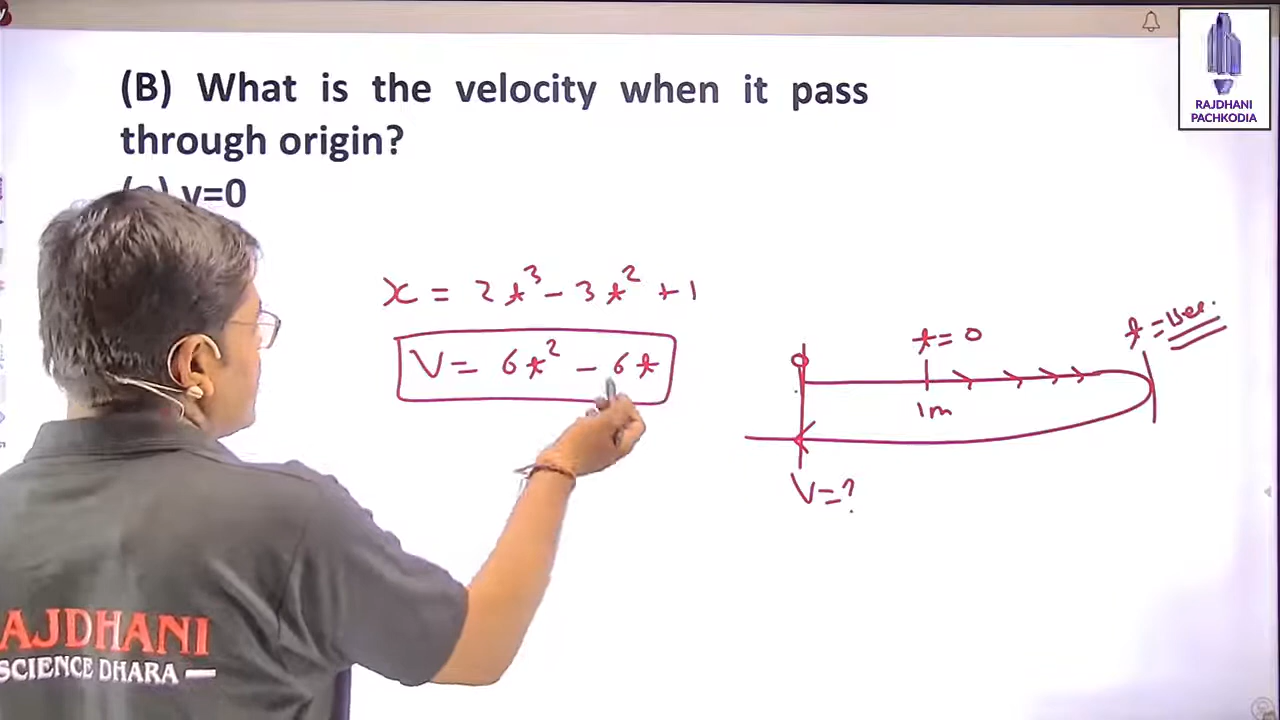 (B) What is the velocity when it pass
through origin?
v=0
x = 2t³ - 3t² + 1
V = 6t² - 6t
t = 0
t = 1sec.
1m
V = ?
RAJDHANI
PACHKODIA
AJDHANI
SCIENCE DHARA